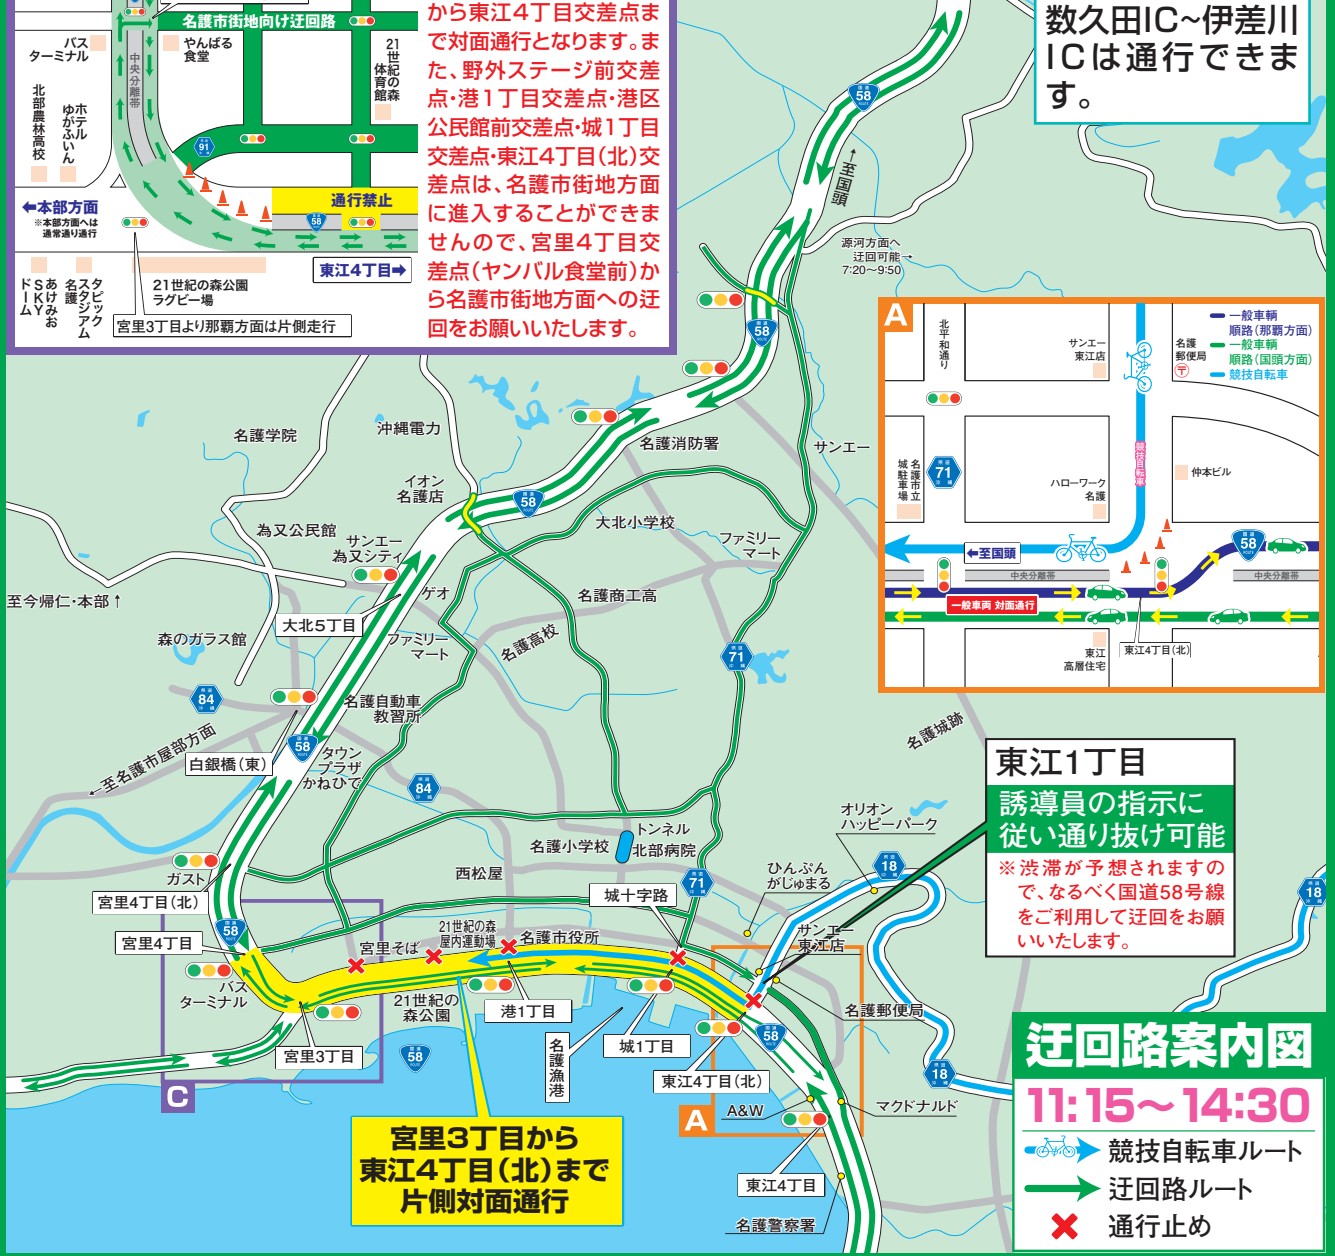 名護市街地向け迂回路
バス
ターミナル
やんばる
食堂
中央分離帯
21世紀の森体育館
北部農林高校
ホテル
ゆがふいん
91
←本部方面
※本部方面へは
通常通り通行
通行禁止
58
東江4丁目➡
21世紀の森公園
ラグビー場
あけみお
SKY
ドーム
タピック
スタジアム
名護
宮里3丁目より那覇方面は片側走行
から東江4丁目交差点ま
で対面通行となります。ま
た、野外ステージ前交差
点・港1丁目交差点・港区
公民館前交差点・城1丁目
交差点・東江4丁目(北)交
差点は、名護市街地方面
に進入することができま
せんので、宮里4丁目交
差点(ヤンバル食堂前)か
ら名護市街地方面への迂
回をお願いいたします。
数久田IC~伊差川
ICは通行できま
す。
58
↑至国頭
源河方面へ
迂回可能→
7:20〜9:50
58
A
北平和通り
サンエー
東江店
名護
郵便局
一般車輌
順路(那覇方面)
一般車輌
順路(国頭方面)
競技自転車
競技自転車
名護市立
城駐車場
71
ハローワーク
名護
仲本ビル
←至国頭
58
中央分離帯
中央分離帯
一般車両 対面通行
東江
高層住宅
東江4丁目(北)
名護学院
沖縄電力
名護消防署
サンエー
イオン
名護店
58
為又公民館
サンエー
為又シティ
大北小学校
ファミリー
マート
至今帰仁・本部↑
ゲオ
名護商工高
大北5丁目
森のガラス館
ファミリー
マート
名護高校
71
84
名護自動車
教習所
58
←至名護市屋部方面
白銀橋(東)
タウン
プラザ
かねひで
84
名護城跡
東江1丁目
誘導員の指示に
従い通り抜け可能
※渋滞が予想されますの
で、なるべく国道58号線
をご利用して迂回をお願
いいたします。
オリオン
ハッピーパーク
トンネル
名護小学校
北部病院
ガスト
西松屋
ひんぷん
がじゅまる
18
71
18
宮里4丁目(北)
城十字路
58
宮里4丁目
宮里そば
21世紀の森
屋内運動場
名護市役所
サンエー
東江店
バス
ターミナル
21世紀の
森公園
港1丁目
名護郵便局
宮里3丁目
58
名護漁港
城1丁目
58
東江4丁目(北)
18
C
A
A&W
マクドナルド
宮里3丁目から
東江4丁目(北)まで
片側対面通行
東江4丁目
名護警察署
迂回路案内図
11:15〜14:30
競技自転車ルート
迂回路ルート
通行止め